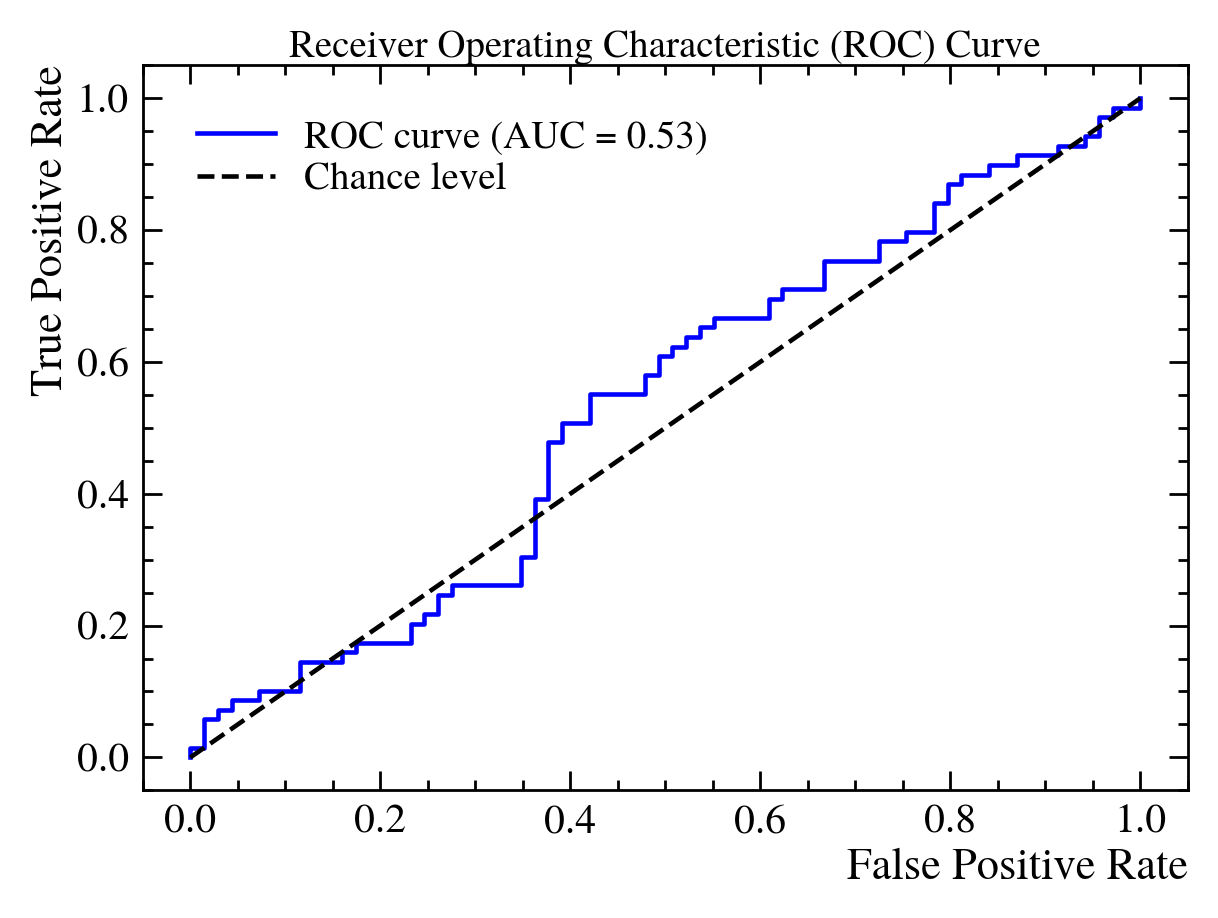 Receiver Operating Characteristic (ROC) Curve
True Positive Rate
1.0
0.8
0.6
0.4
0.2
0.0
ROC curve (AUC = 0.53)
Chance level
0.0 0.2 0.4 0.6 0.8 1.0
False Positive Rate